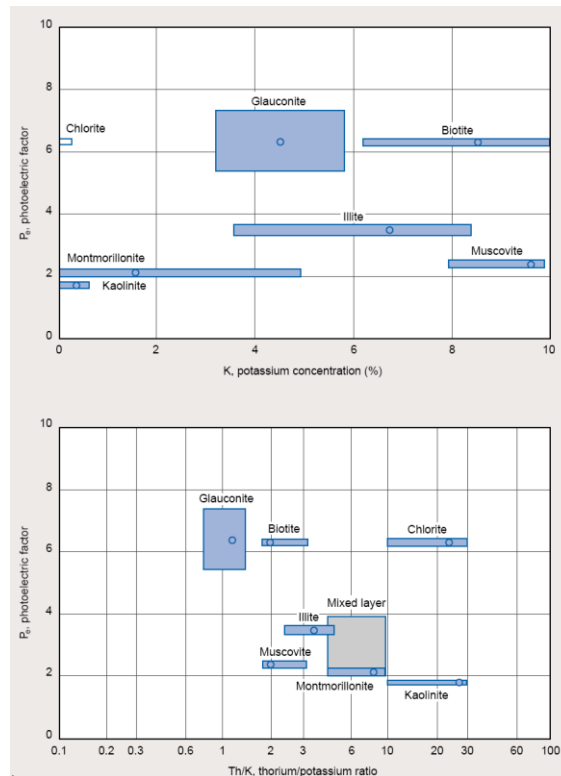 10
8
6
4
2
0
Pe, photoelectric factor
Glauconite
Chlorite
Biotite
Illite
Montmorillonite
Muscovite
Kaolinite
0 2 4 6 8 10
K, potassium concentration (%)
10
8
6
4
2
0
Pe, photoelectric factor
Glauconite
Biotite
Chlorite
Mixed layer
Illite
Muscovite
Montmorillonite
Kaolinite
0.1 0.2 0.3 0.6 1 2 3 6 10 20 30 60 100
Th/K, thorium/potassium ratio